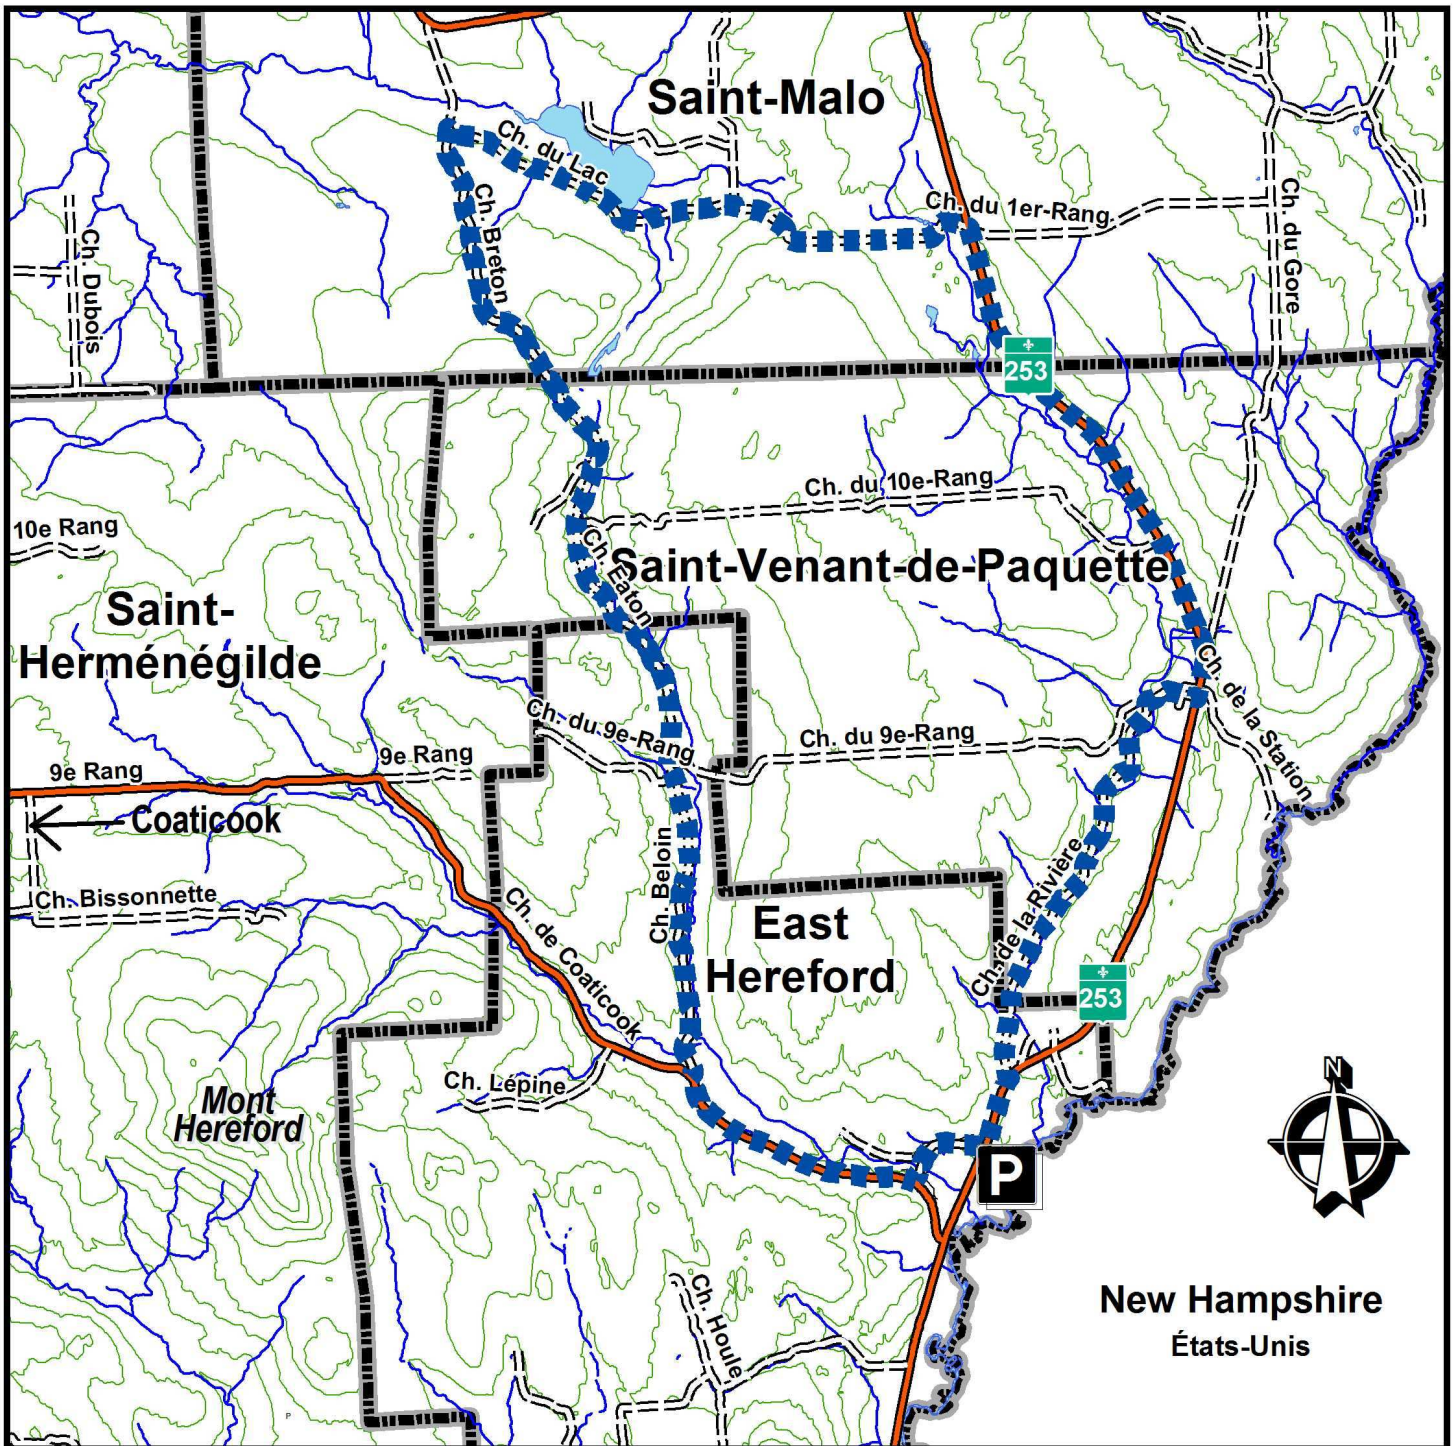 Saint-Malo
Ch. du Lac
Ch. Breton
Ch. du 1er-Rang
Ch. du Gore
Ch. Dubois
253
Ch. du 10e-Rang
10e Rang
Ch. Eaton
Saint-Venant-de-Paquette
Saint-
Herménégilde
Ch. de la Station
Ch. du 9e-Rang
Ch. du 9e-Rang
9e Rang
9e Rang
Coaticook
Ch. Bissonnette
Ch. Beloin
Ch. de la Rivière
Ch. de Coaticook
East
Hereford
253
Ch. Lépine
Mont
Hereford
N
P
Ch. Houle
New Hampshire
États-Unis
P